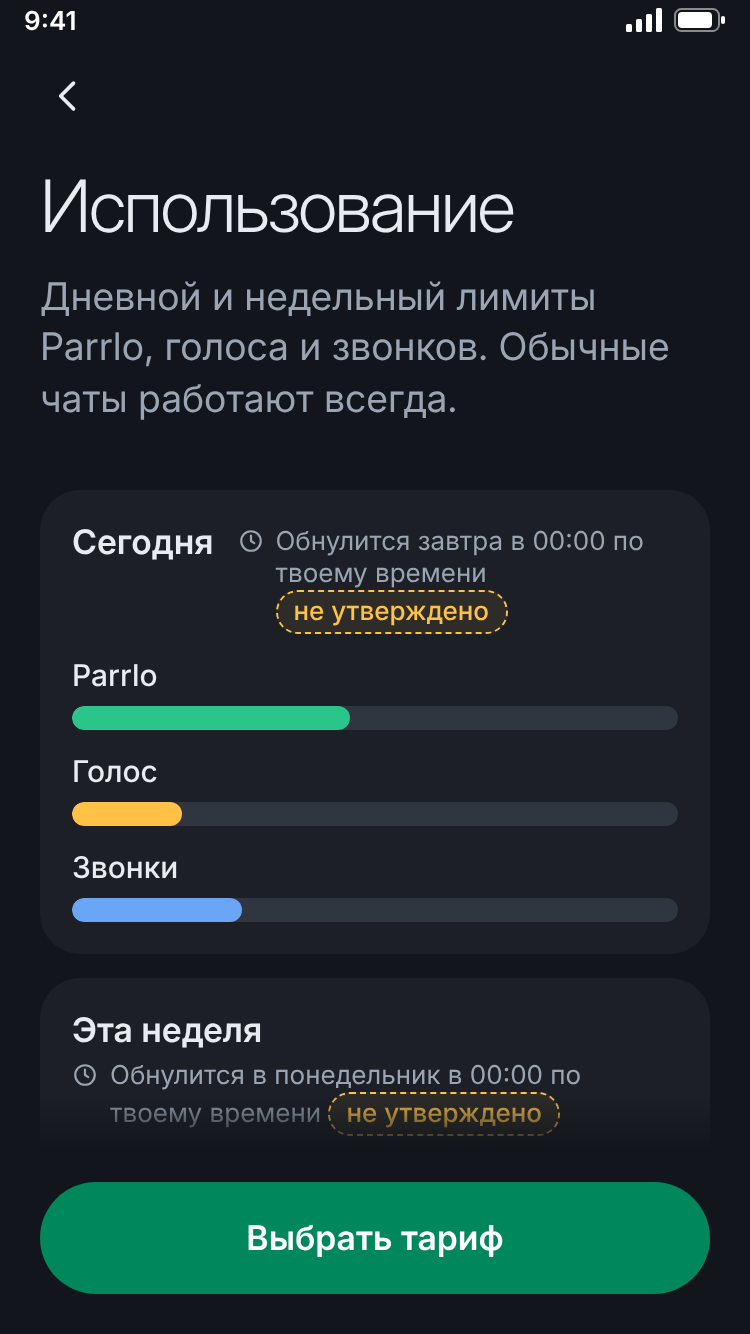 9:41
Использование
Дневной и недельный лимиты
Parrlo, голоса и звонков. Обычные
чаты работают всегда.
Сегодня
Обнулится завтра в 00:00 по
твоему времени
не утверждено
Parrlo
Голос
Звонки
Эта неделя
Обнулится в понедельник в 00:00 по
твоему времени не утверждено
Выбрать тариф